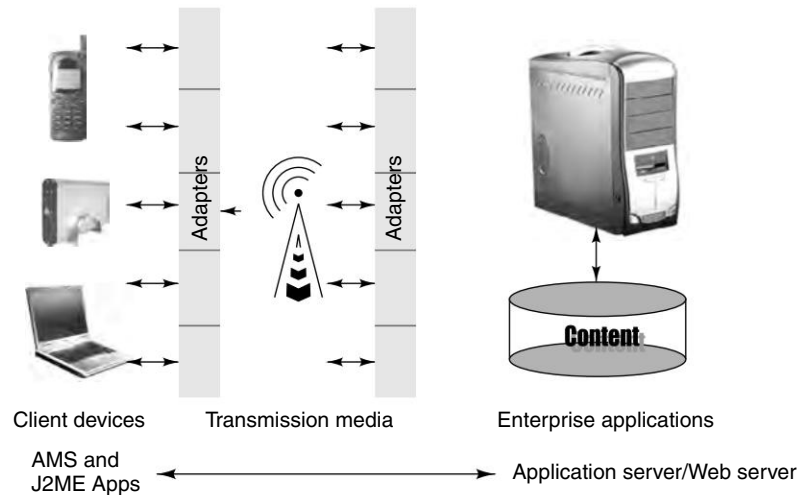 Adapters
Adapters
Content
Client devices
Transmission media
Enterprise applications
AMS and
J2ME Apps
Application server/Web server